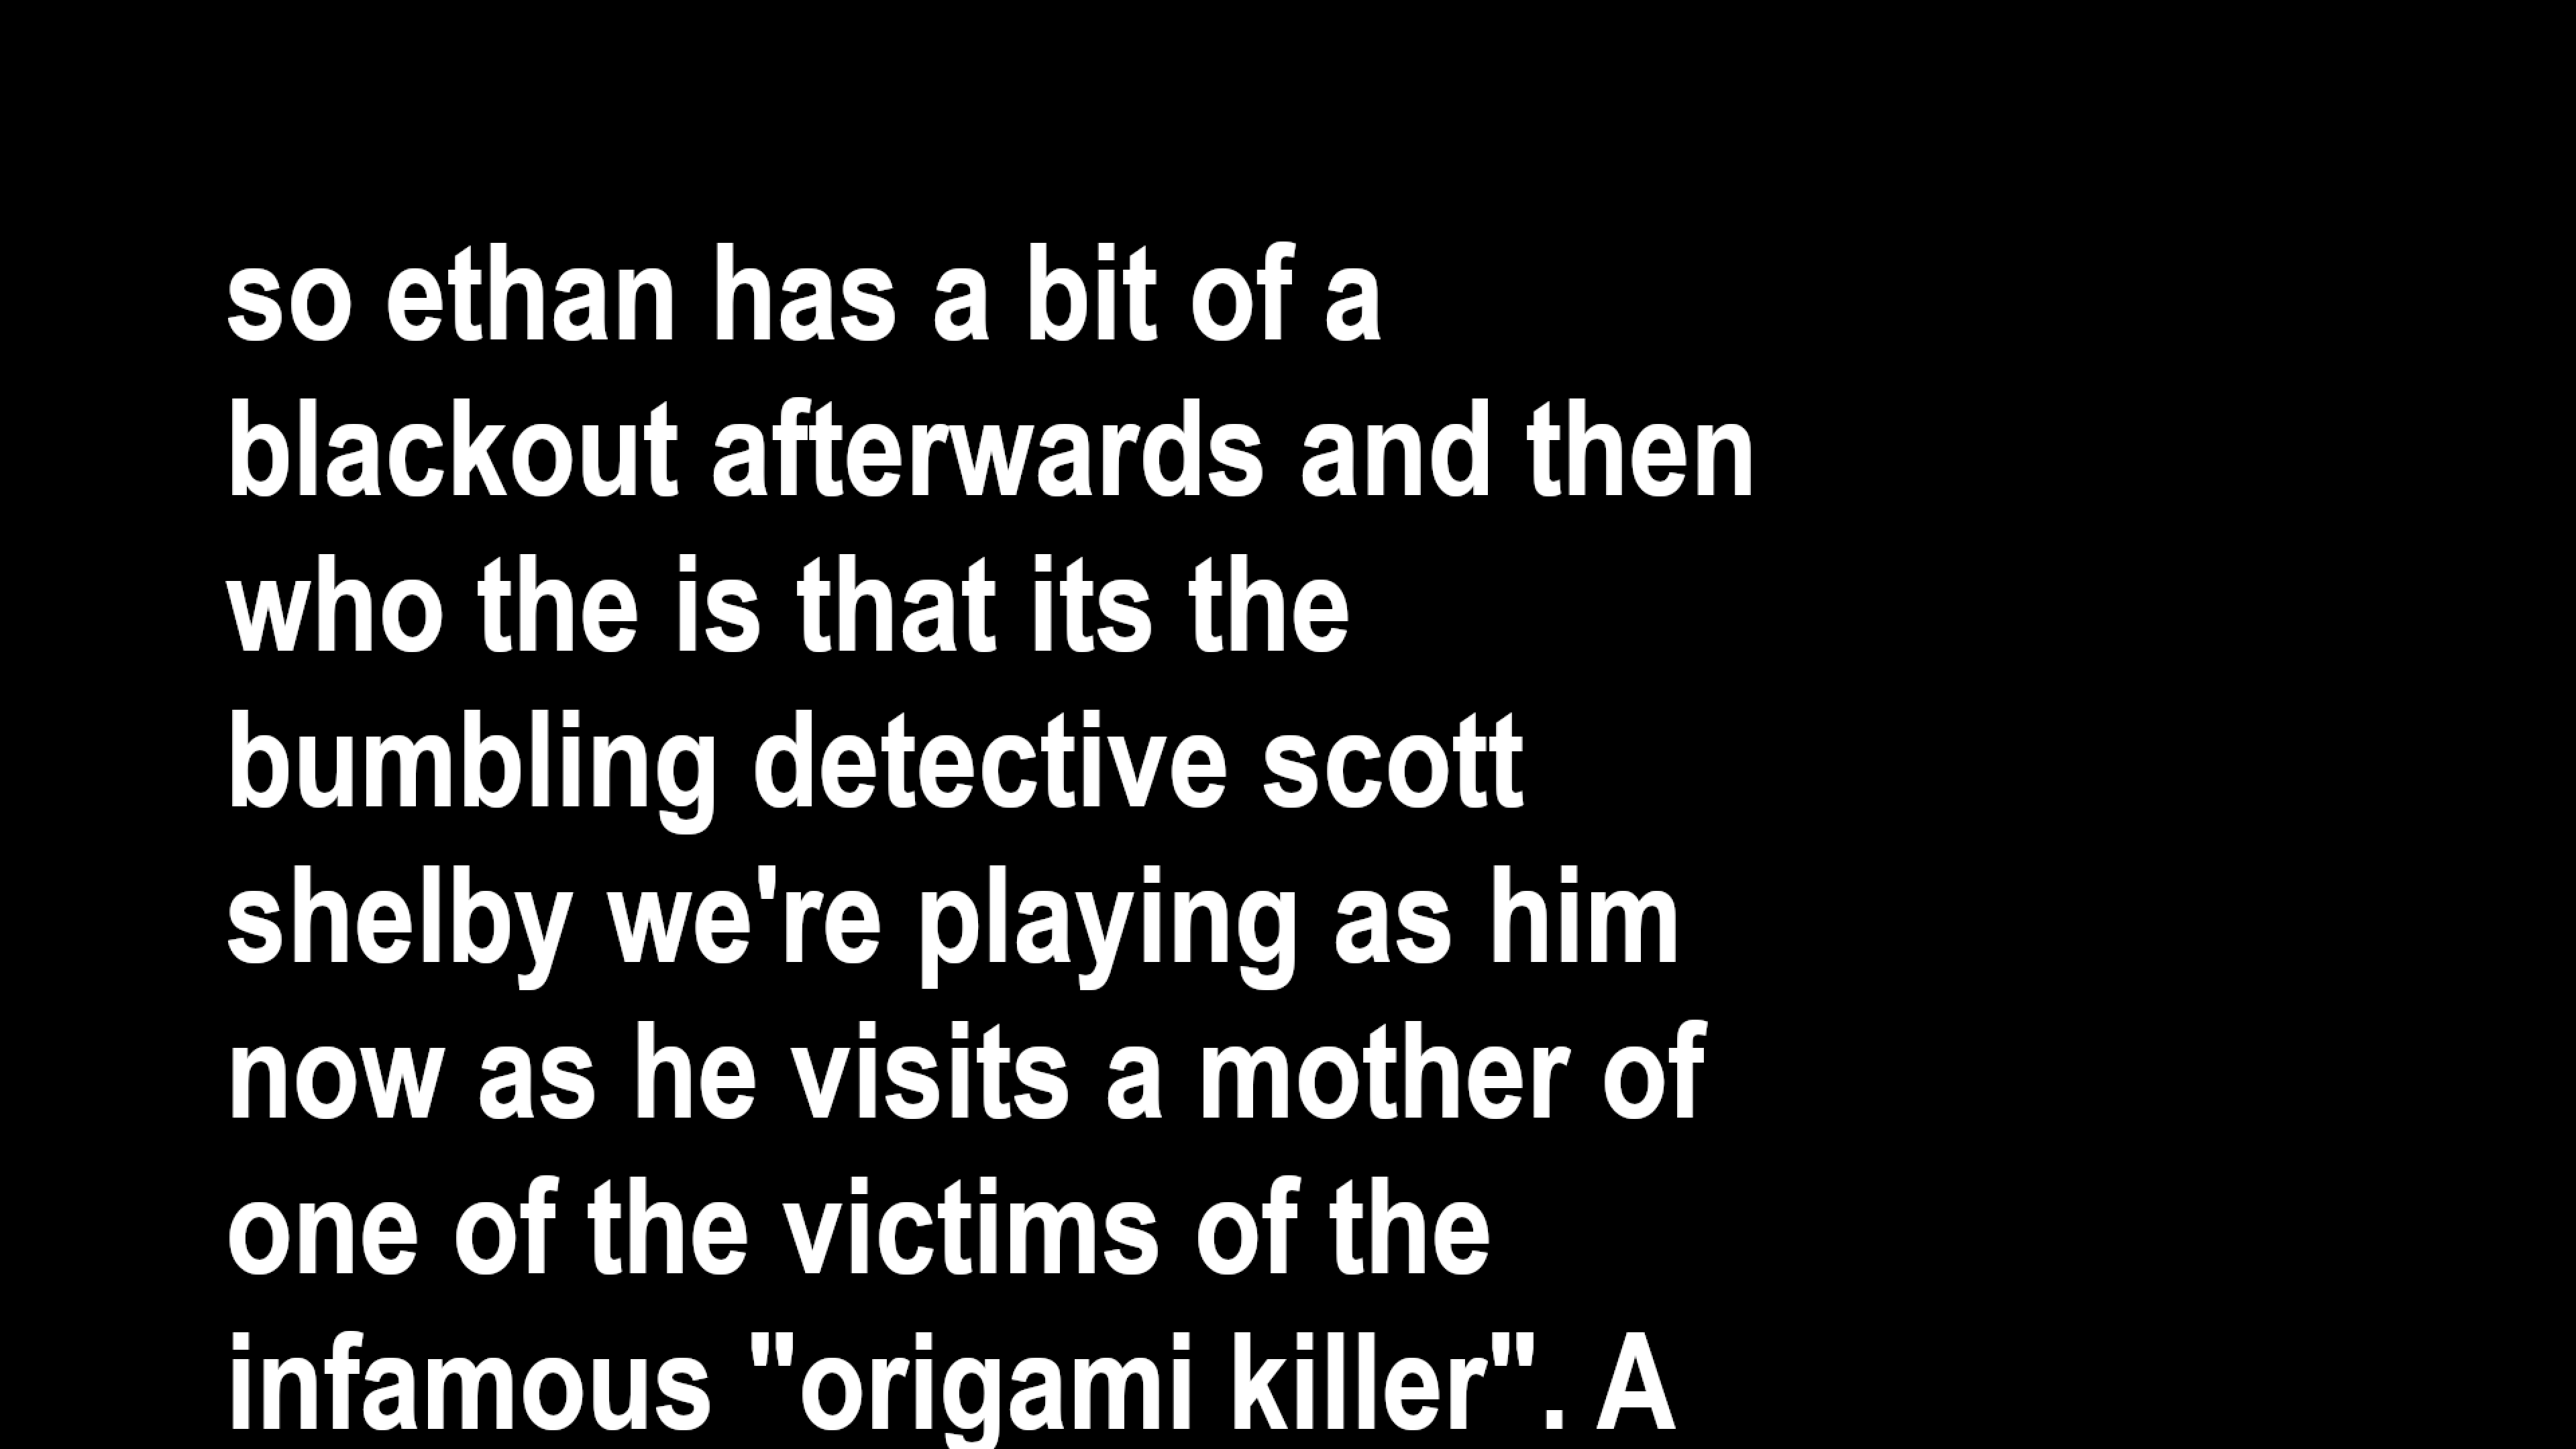 so ethan has a bit of a
blackout afterwards and then
who the is that its the
bumbling detective scott
shelby we're playing as him
now as he visits a mother of
one of the victims of the
infamous "origami killer". A